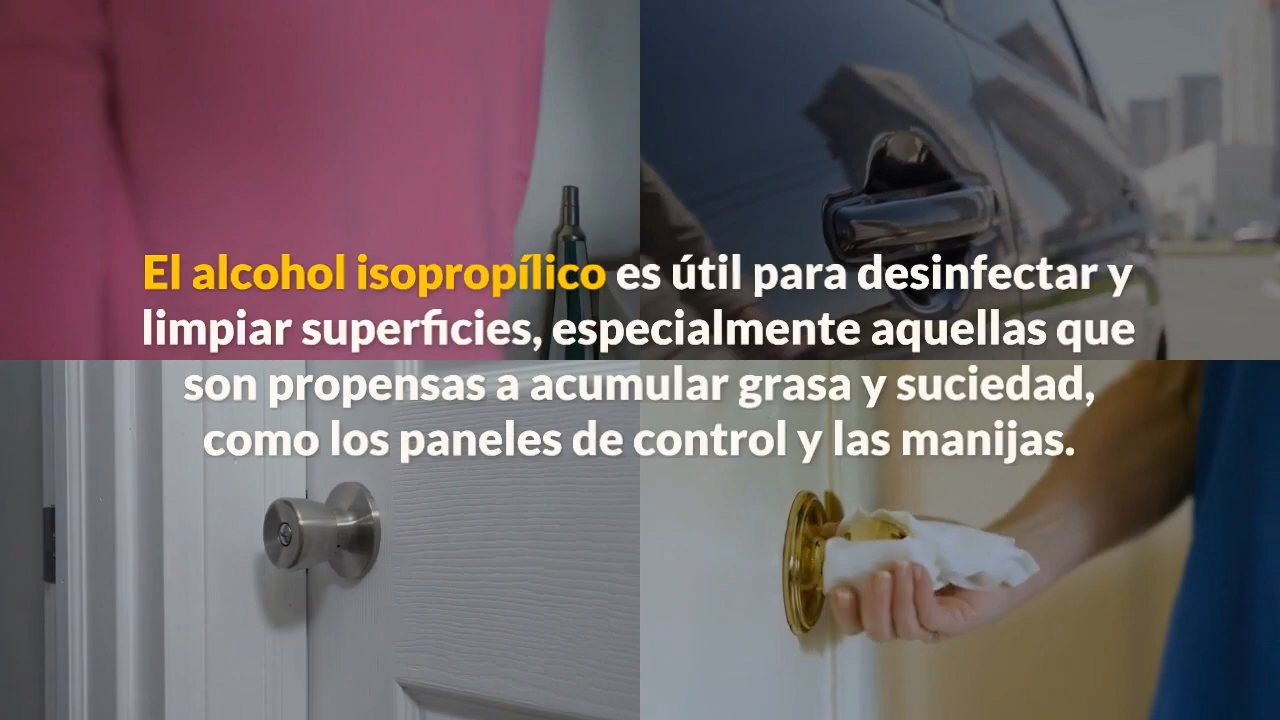 El alcohol isopropílico es útil para desinfectar y
limpiar superficies, especialmente aquellas que
son propensas a acumular grasa y suciedad,
como los paneles de control y las manijas.